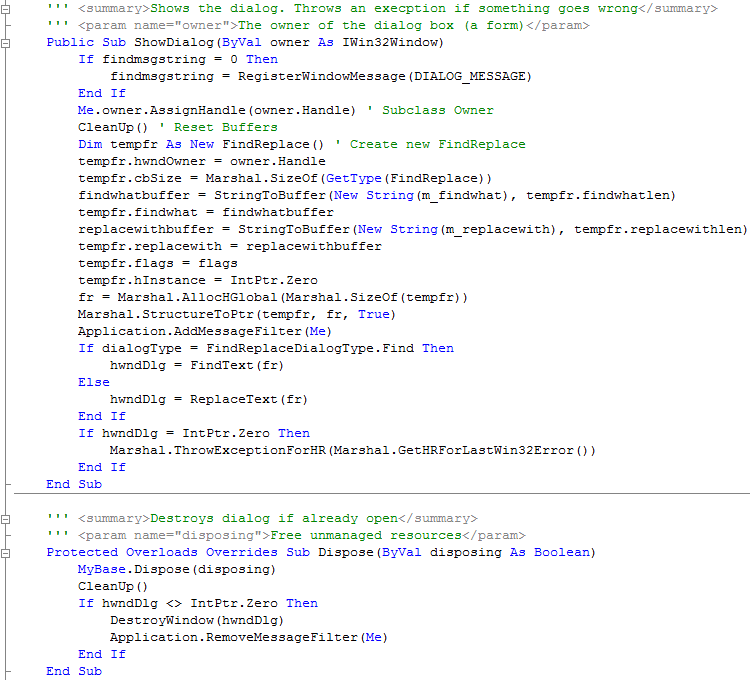 ''' <summary>Shows the dialog. Throws an execption if something goes wrong</summary>
''' <param name="owner">The owner of the dialog box (a form)</param>
Public Sub ShowDialog(ByVal owner As IWin32Window)
If findmsgstring = 0 Then
findmsgstring = RegisterWindowMessage(DIALOG_MESSAGE)
End If
Me.owner.AssignHandle(owner.Handle) ' Subclass Owner
CleanUp() ' Reset Buffers
Dim tempfr As New FindReplace() ' Create new FindReplace
tempfr.hwndOwner = owner.Handle
tempfr.cbSize = Marshal.SizeOf(GetType(FindReplace))
findwhatbuffer = StringToBuffer(New String(m_findwhat), tempfr.findwhatlen)
tempfr.findwhat = findwhatbuffer
replacewithbuffer = StringToBuffer(New String(m_replacewith), tempfr.replacewithlen)
tempfr.replacewith = replacewithbuffer
tempfr.flags = flags
tempfr.hInstance = IntPtr.Zero
fr = Marshal.AllocHGlobal(Marshal.SizeOf(tempfr))
Marshal.StructureToPtr(tempfr, fr, True)
Application.AddMessageFilter(Me)
If dialogType = FindReplaceDialogType.Find Then
hwndDlg = FindText(fr)
Else
hwndDlg = ReplaceText(fr)
End If
If hwndDlg = IntPtr.Zero Then
Marshal.ThrowExceptionForHR(Marshal.GetHRForLastWin32Error())
End If
End Sub
''' <summary>Destroys dialog if already open</summary>
''' <param name="disposing">Free unmanaged resources</param>
Protected Overloads Overrides Sub Dispose(ByVal disposing As Boolean)
MyBase.Dispose(disposing)
CleanUp()
If hwndDlg <> IntPtr.Zero Then
DestroyWindow(hwndDlg)
Application.RemoveMessageFilter(Me)
End If
End Sub